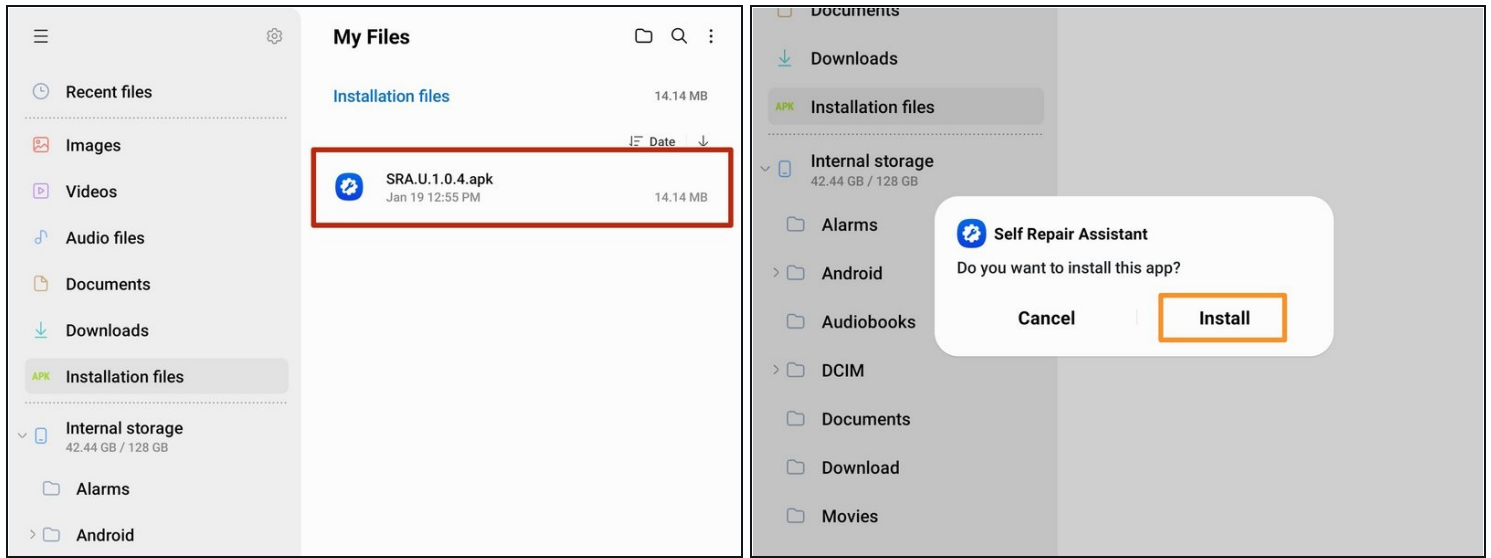 My Files
Recent files
Installation files
14.14 MB
Date
Images
SRA.U.1.0.4.apk
Jan 19 12:55 PM
14.14 MB
Videos
Audio files
Documents
Downloads
APK Installation files
Internal storage
42.44 GB / 128 GB
Alarms
Android
Documents
Downloads
APK Installation files
Internal storage
42.44 GB / 128 GB
Alarms
Android
Audiobooks
DCIM
Documents
Download
Movies
Self Repair Assistant
Do you want to install this app?
Cancel
Install